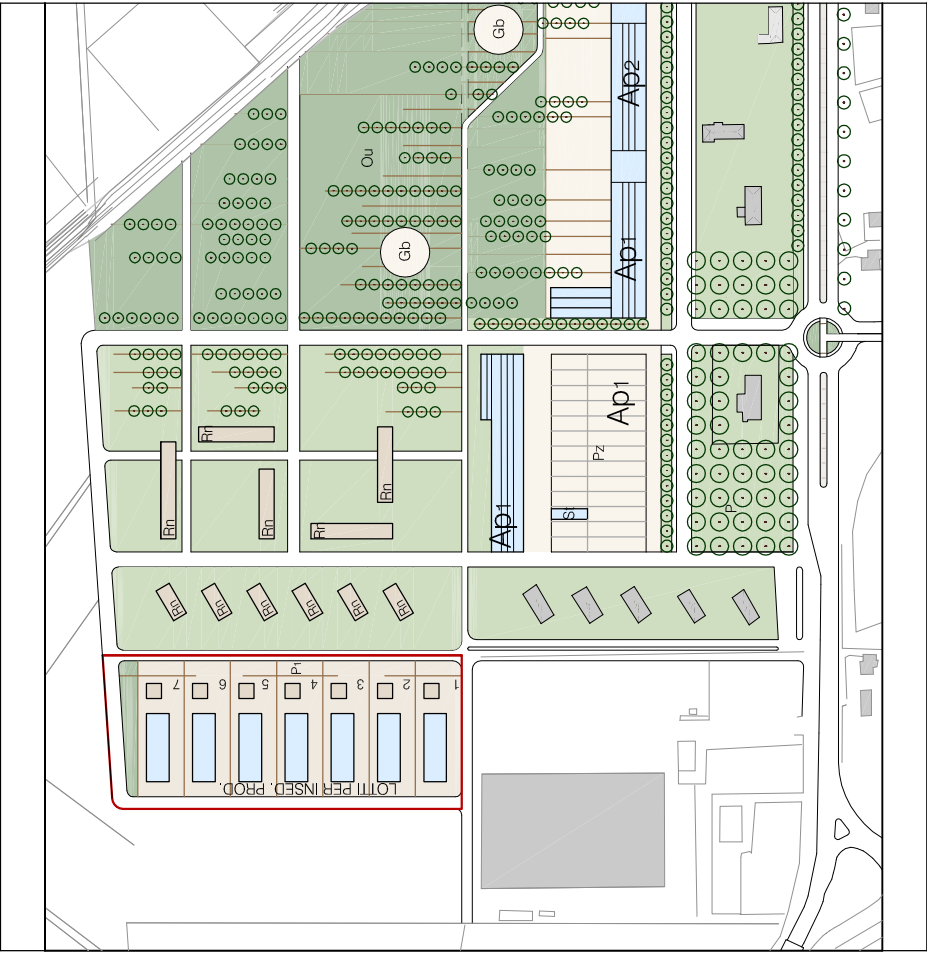 Gb
Ap2
Ou
Gb
Ap1
Ap1
Pz
Rn
Rn
Rn
Rn
Rn
Ap1
St
P
Rn
Rn
Rn
Rn
Rn
Rn
P1
7
6
5
4
3
2
1
LOTTI PER INSED. PROD.